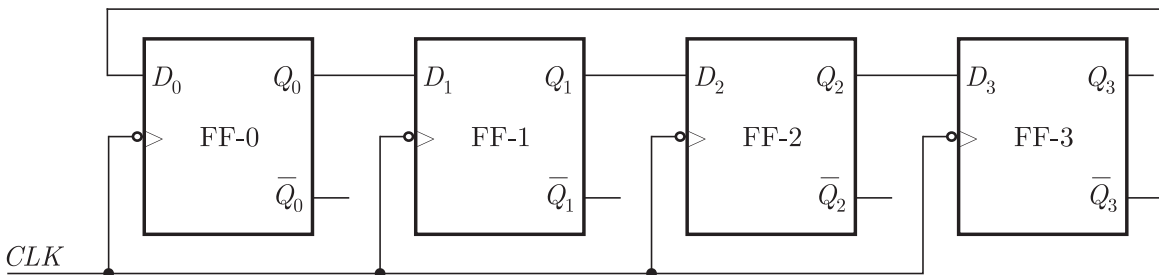 D₀ Q₀ D₁ Q₁ D₂ Q₂ D₃ Q₃
FF-0 FF-1 FF-2 FF-3
Q̅₀ Q̅₁ Q̅₂ Q̅₃
CLK